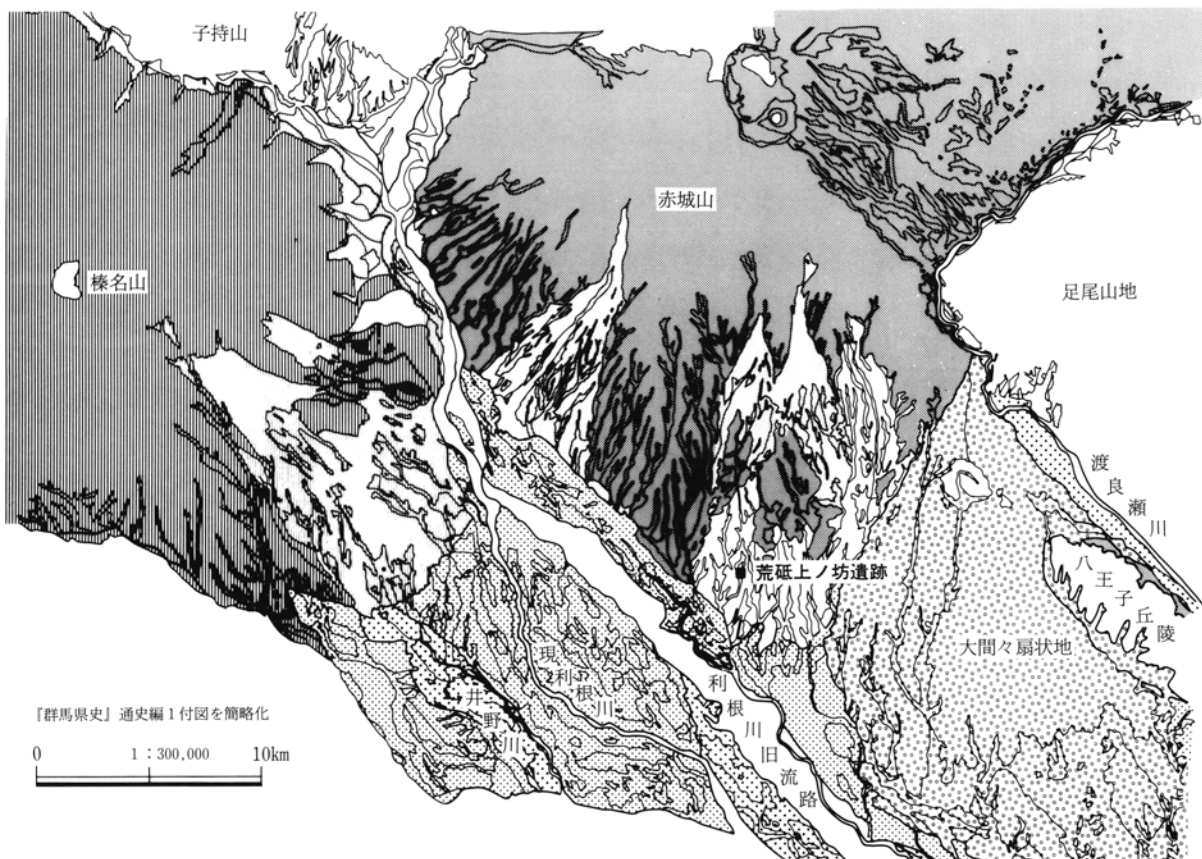 子持山
赤城山
榛名山
足尾山地
渡良瀬川
荒砥上ノ坊遺跡
八王子丘陵
大間々扇状地
現利根川
井野川
利根川旧流路
『群馬県史』通史編1付図を簡略化
0 1:300,000 10km